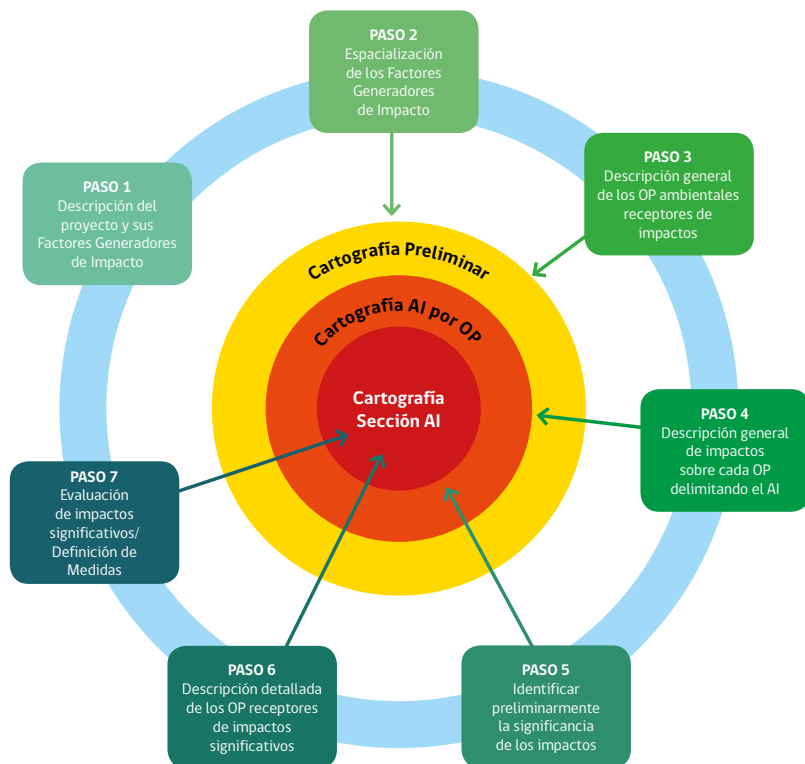 PASO 1
Descripción del
proyecto y sus
Factores Generadores
de Impacto
PASO 2
Espacialización
de los Factores
Generadores
de Impacto
PASO 3
Descripción general
de los OP ambientales
receptores de
impactos
PASO 4
Descripción general
de impactos
sobre cada OP
delimitando el AI
PASO 5
Identificar
preliminarmente
la significancia
de los impactos
PASO 6
Descripción detallada
de los OP receptores
de impactos
significativos
PASO 7
Evaluación
de impactos
significativos/
Definición de
Medidas
Cartografía Preliminar
Cartografía AI por OP
Cartografía
Sección AI